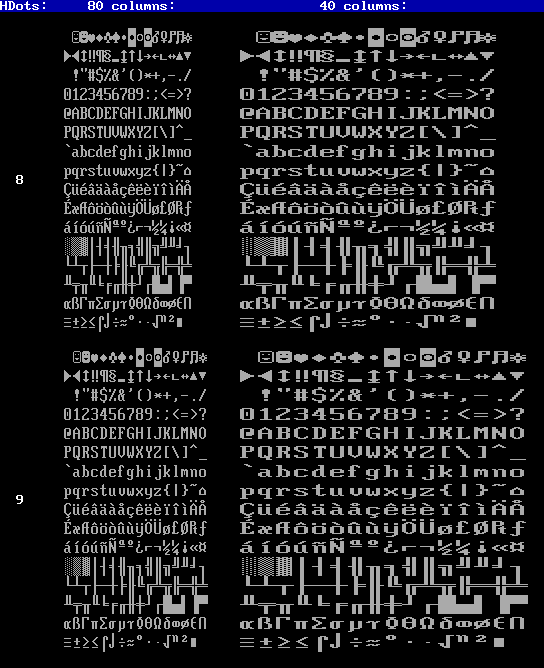 HDots: 80 columns: 40 columns:
☺☻♥♦♣♠•◘○◙♂♀♪♫☼ ☺☻♥♦♣♠•◘○◙♂♀♪♫☼
►◄↕‼¶§▬↨↑↓→←∟↔▲▼ ►◄↕‼¶§▬↨↑↓→←∟↔▲▼
!"#$%&'()*+,-./ !"#$%&'()*+,-./
0123456789:;<=>? 0123456789:;<=>?
@ABCDEFGHIJKLMNO @ABCDEFGHIJKLMNO
PQRSTUVWXYZ[\]^_ PQRSTUVWXYZ[\]^_
`abcdefghijklmno `abcdefghijklmno
pqrstuvwxyz{|}~⌂ pqrstuvwxyz{|}~⌂
8
ÇüéâäàåçêëèïîìÄÅ ÇüéâäàåçêëèïîìÄÅ
ÉæÆôöòûùÿÖÜø£Ø₧ƒ ÉæÆôöòûùÿÖÜø£Ø₧ƒ
áíóúñÑªº¿⌐¬½¼¡«¤ áíóúñÑªº¿⌐¬½¼¡«¤
░▒▓│┤╡╢╖╕╣║╗╝╜╛┐ ░▒▓│┤╡╢╖╕╣║╗╝╜╛┐
└┴┬├─┼╞╟╚╔╩╦╠═╬╧ └┴┬├─┼╞╟╚╔╩╦╠═╬╧
╨╤╥╙╘╒╓╫╪┘┌█▄▌▐▀ ╨╤╥╙╘╒╓╫╪┘┌█▄▌▐▀
αßΓπΣσµτΦΘΩδ∞φε∩ αßΓπΣσµτΦΘΩδ∞φε∩
≡±≥≤⌠⌡÷≈°∙·√ⁿ²■ ≡±≥≤⌠⌡÷≈°∙·√ⁿ²■
☺☻♥♦♣♠•◘○◙♂♀♪♫☼ ☺☻♥♦♣♠•◘○◙♂♀♪♫☼
►◄↕‼¶§▬↨↑↓→←∟↔▲▼ ►◄↕‼¶§▬↨↑↓→←∟↔▲▼
!"#$%&'()*+,-./ !"#$%&'()*+,-./
0123456789:;<=>? 0123456789:;<=>?
@ABCDEFGHIJKLMNO @ABCDEFGHIJKLMNO
PQRSTUVWXYZ[\]^_ PQRSTUVWXYZ[\]^_
`abcdefghijklmno `abcdefghijklmno
pqrstuvwxyz{|}~⌂ pqrstuvwxyz{|}~⌂
9
ÇüéâäàåçêëèïîìÄÅ ÇüéâäàåçêëèïîìÄÅ
ÉæÆôöòûùÿÖÜø£Ø₧ƒ ÉæÆôöòûùÿÖÜø£Ø₧ƒ
áíóúñÑªº¿⌐¬½¼¡«¤ áíóúñÑªº¿⌐¬½¼¡«¤
░▒▓│┤╡╢╖╕╣║╗╝╜╛┐ ░▒▓│┤╡╢╖╕╣║╗╝╜╛┐
└┴┬├─┼╞╟╚╔╩╦╠═╬╧ └┴┬├─┼╞╟╚╔╩╦╠═╬╧
╨╤╥╙╘╒╓╫╪┘┌█▄▌▐▀ ╨╤╥╙╘╒╓╫╪┘┌█▄▌▐▀
αßΓπΣσµτΦΘΩδ∞φε∩ αßΓπΣσµτΦΘΩδ∞φε∩
≡±≥≤⌠⌡÷≈°∙·√ⁿ²■ ≡±≥≤⌠⌡÷≈°∙·√ⁿ²■